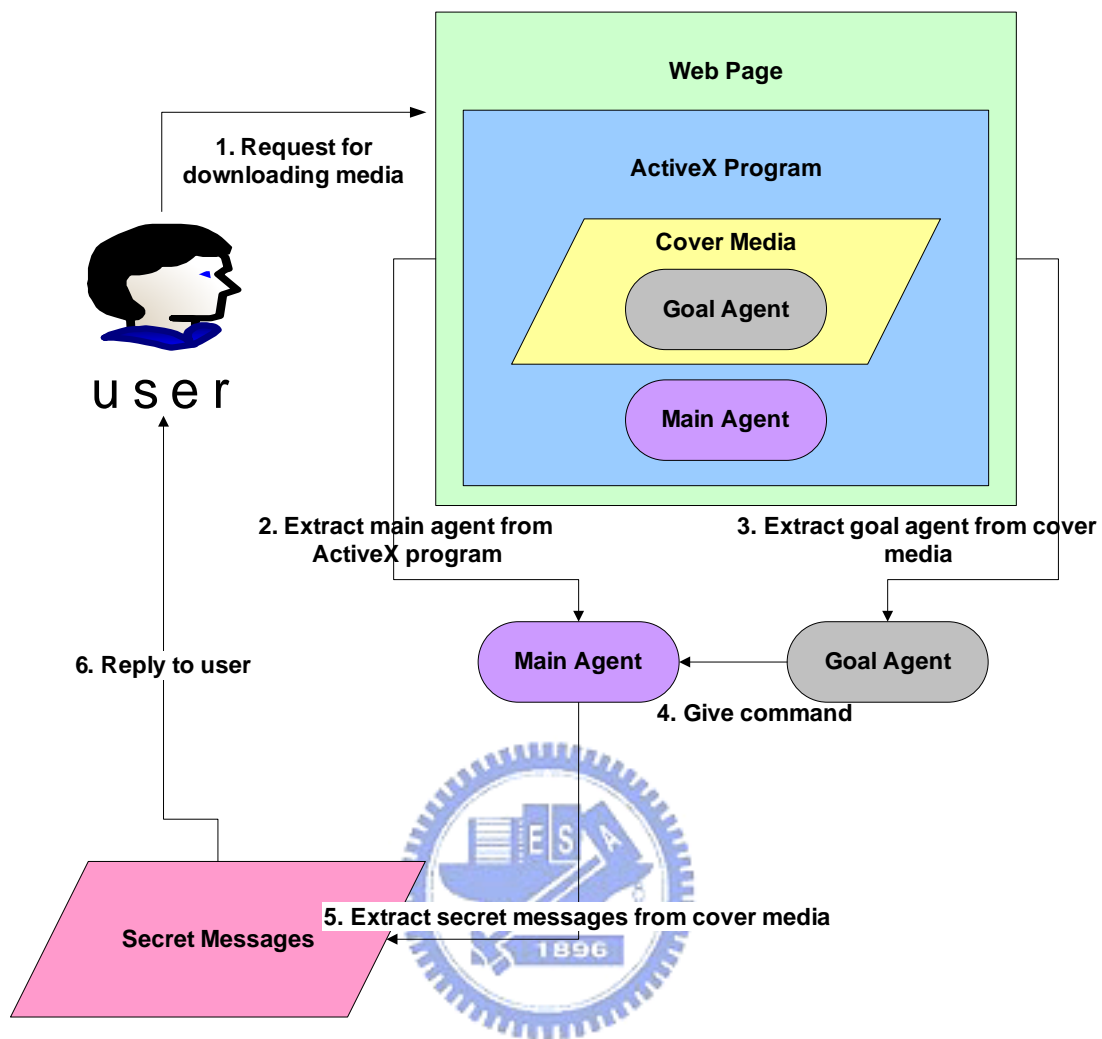 Web Page
1. Request for
downloading media
ActiveX Program
Cover Media
Goal Agent
Main Agent
user
2. Extract main agent from
ActiveX program
3. Extract goal agent from cover
media
Main Agent
Goal Agent
4. Give command
6. Reply to user
E S A
5. Extract secret messages from cover media
Secret Messages
1896